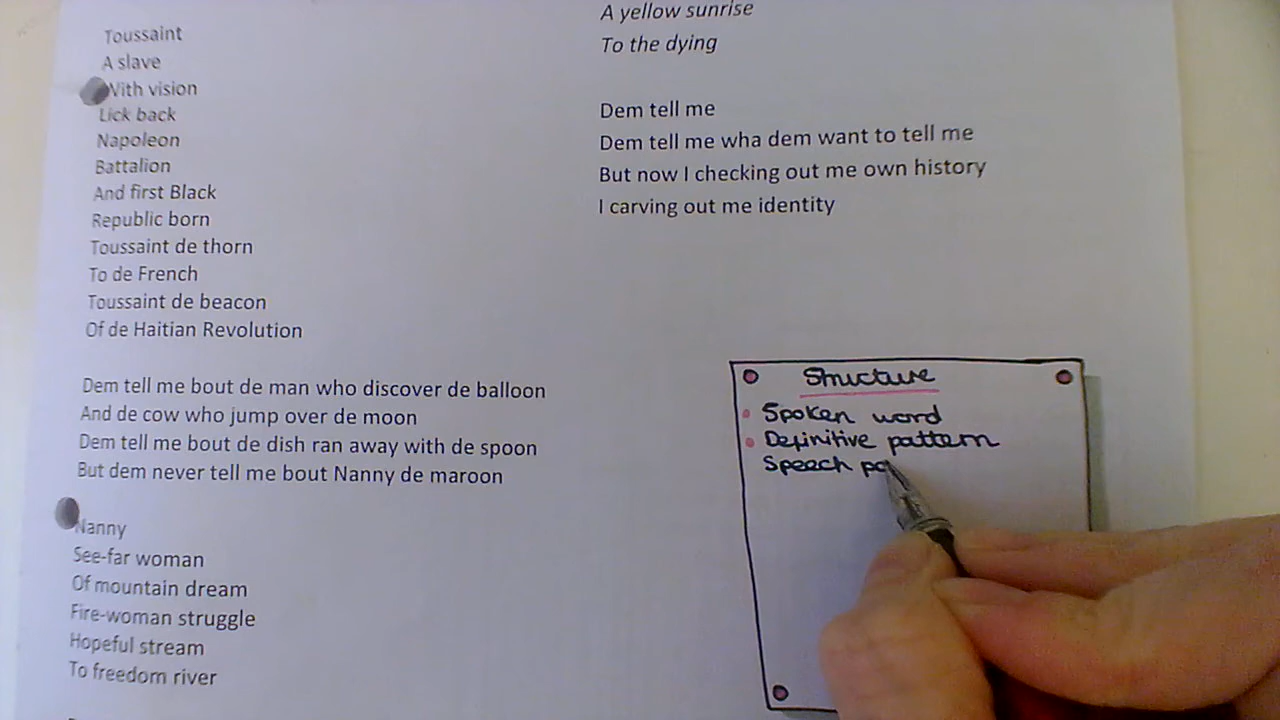 Toussaint
A slave
With vision
Lick back
Napoleon
Battalion
And first Black
Republic born
Toussaint de thorn
To de French
Toussaint de beacon
Of de Haitian Revolution
Dem tell me bout de man who discover de balloon
And de cow who jump over de moon
Dem tell me bout de dish ran away with de spoon
But dem never tell me bout Nanny de maroon
Nanny
See-far woman
Of mountain dream
Fire-woman struggle
Hopeful stream
To freedom river
A yellow sunrise
To the dying
Dem tell me
Dem tell me wha dem want to tell me
But now I checking out me own history
I carving out me identity
Structure
Spoken word
Definitive pattern
Speech pa